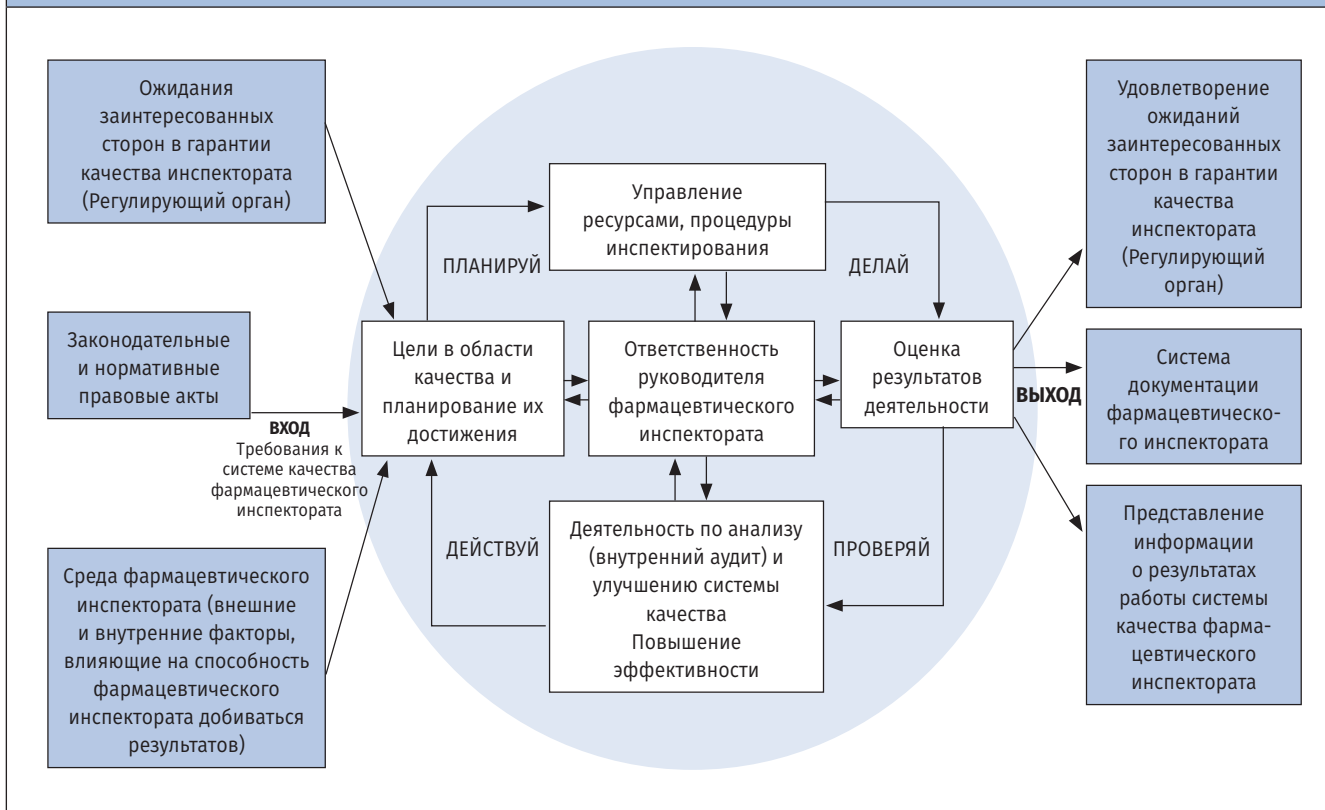 Ожидания
заинтересованных
сторон в гарантии
качества инспектората
(Регулирующий орган)
Законодательные
и нормативные
правовые акты
ВХОД
Требования к
системе качества
фармацевтического
инспектората
Среда фармацевтического
инспектората (внешние
и внутренние факторы,
влияющие на способность
фармацевтического
инспектората добиваться
результатов)
ПЛАНИРУЙ
Управление
ресурсами, процедуры
инспектирования
ДЕЛАЙ
Цели в области
качества и
планирование их
достижения
Ответственность
руководителя
фармацевтического
инспектората
Оценка
результатов
деятельности
ДЕЙСТВУЙ
Деятельность по анализу
(внутренний аудит) и
улучшению системы
качества
Повышение
эффективности
ПРОВЕРЯЙ
ВЫХОД
Удовлетворение
ожиданий
заинтересованных
сторон в гарантии
качества
инспектората
(Регулирующий
орган)
Система
документации
фармацевтическо-
го инспектората
Представление
информации
о результатах
работы системы
качества фарма-
цевтического
инспектората